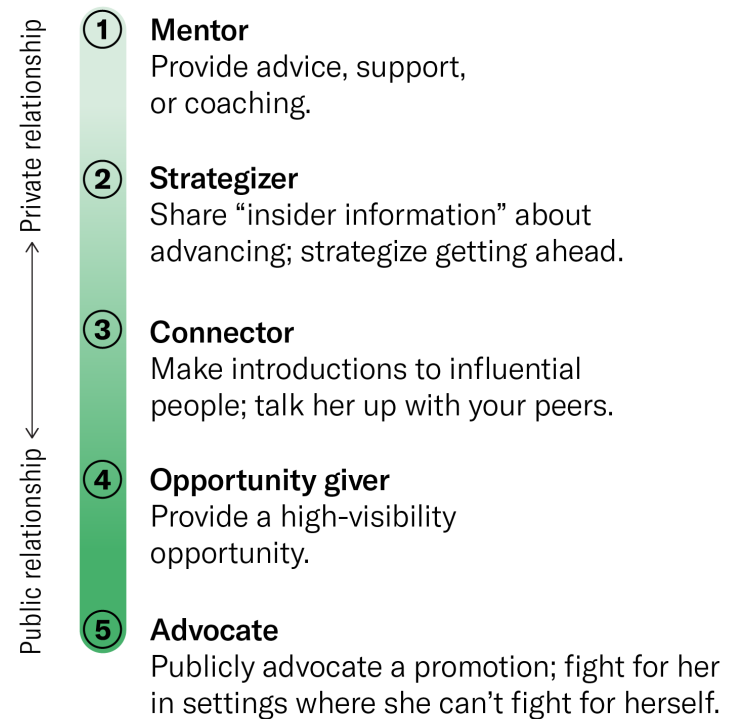 Private relationship
Public relationship
1
Mentor
Provide advice, support,
or coaching.
2
Strategizer
Share “insider information” about
advancing; strategize getting ahead.
3
Connector
Make introductions to influential
people; talk her up with your peers.
4
Opportunity giver
Provide a high-visibility
opportunity.
5
Advocate
Publicly advocate a promotion; fight for her
in settings where she can’t fight for herself.